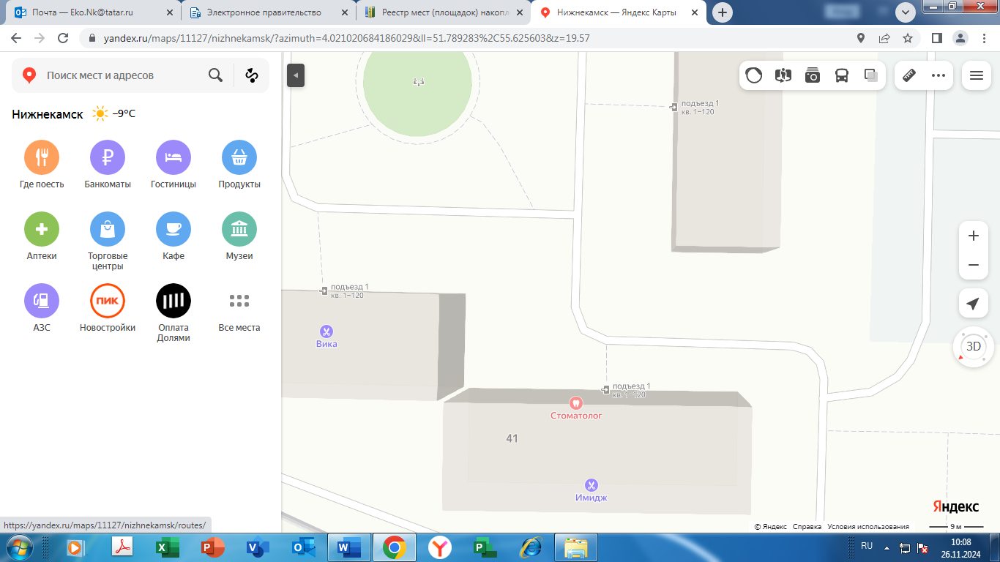 Почта — Eko.Nk@tatar.ru
Электронное правительство
Реестр мест (площадок) накопл
Нижнекамск — Яндекс Карты
yandex.ru/maps/11127/nizhnekamsk/?azimuth=4.021020684186029&ll=51.789283%2C55.625603&z=19.57
Поиск мест и адресов
Нижнекамск
−9°C
Где поесть
Банкоматы
Гостиницы
Продукты
Аптеки
Торговые
центры
Кафе
Музеи
АЗС
ПИК
Новостройки
Оплата
Долями
Все места
подъезд 1
кв. 1–120
подъезд 1
кв. 1–120
Вика
подъезд 1
кв. 1–120
Стоматолог
41
Имидж
3D
Яндекс
© Яндекс Справка Условия использования
9 м
https://yandex.ru/maps/11127/nizhnekamsk/routes/
RU
10:08
26.11.2024